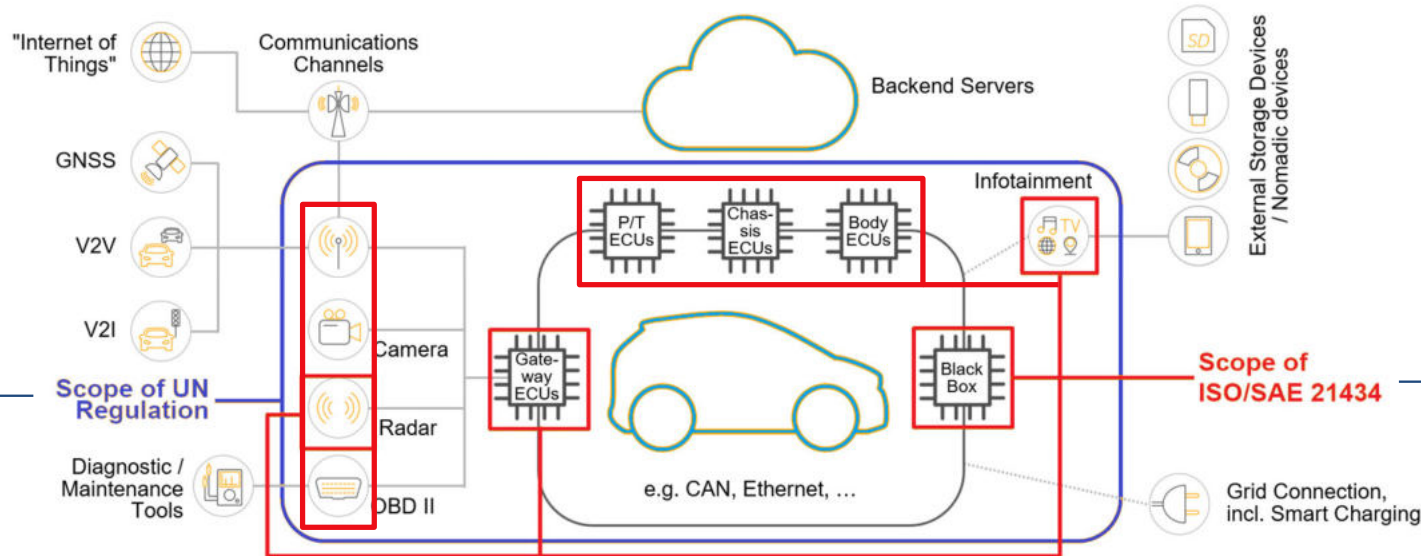 "Internet of
Things"
Communications
Channels
Backend Servers
SD
External Storage Devices
/ Nomadic devices
GNSS
Infotainment
P/T
ECUs
Chas-
sis
ECUs
Body
ECUs
TV
V2V
V2I
Camera
Gate-
way
ECUs
Black
Box
Scope of UN
Regulation
Scope of
ISO/SAE 21434
Radar
Diagnostic /
Maintenance
Tools
OBD II
e.g. CAN, Ethernet, ...
Grid Connection,
incl. Smart Charging